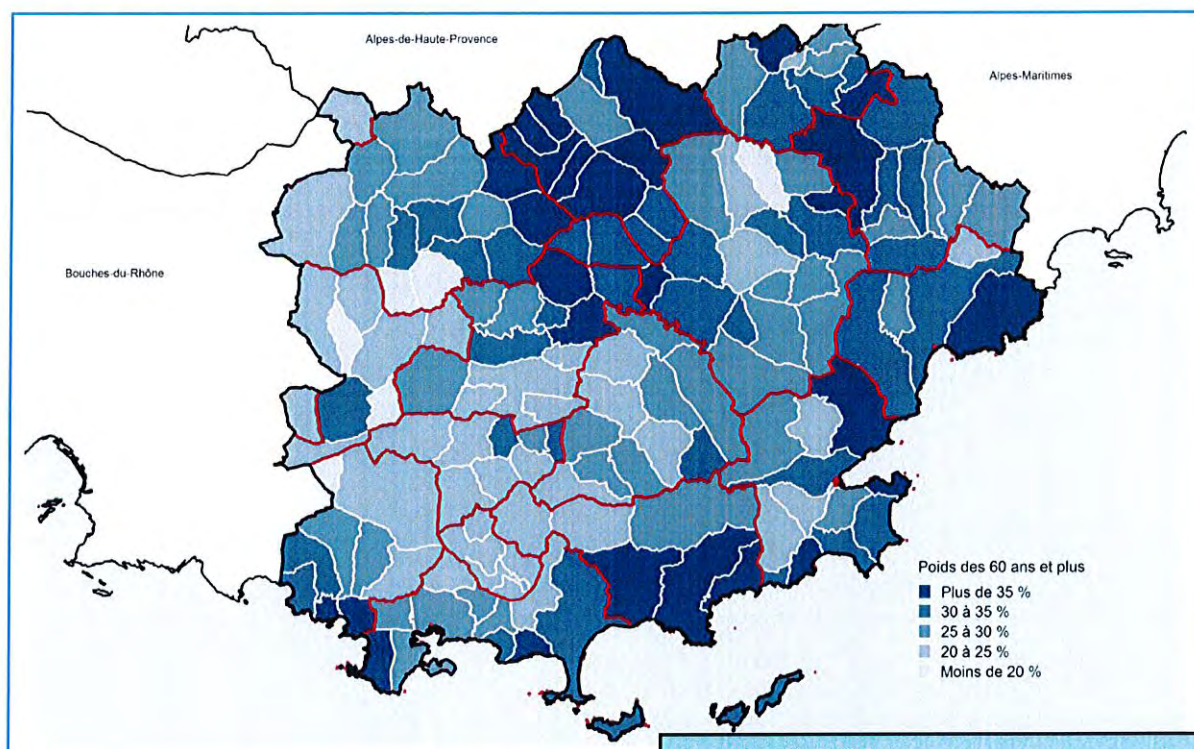 Alpes-de-Haute-Provence
Alpes-Maritimes
Bouches-du-Rhône
Poids des 60 ans et plus
Plus de 35 %
30 à 35 %
25 à 30 %
20 à 25 %
Moins de 20 %